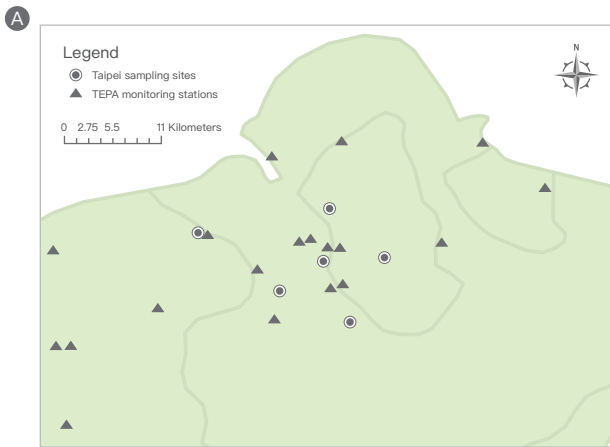 A
Legend
N
Taipei sampling sites
TEPA monitoring stations
0 2.75 5.5 11 Kilometers